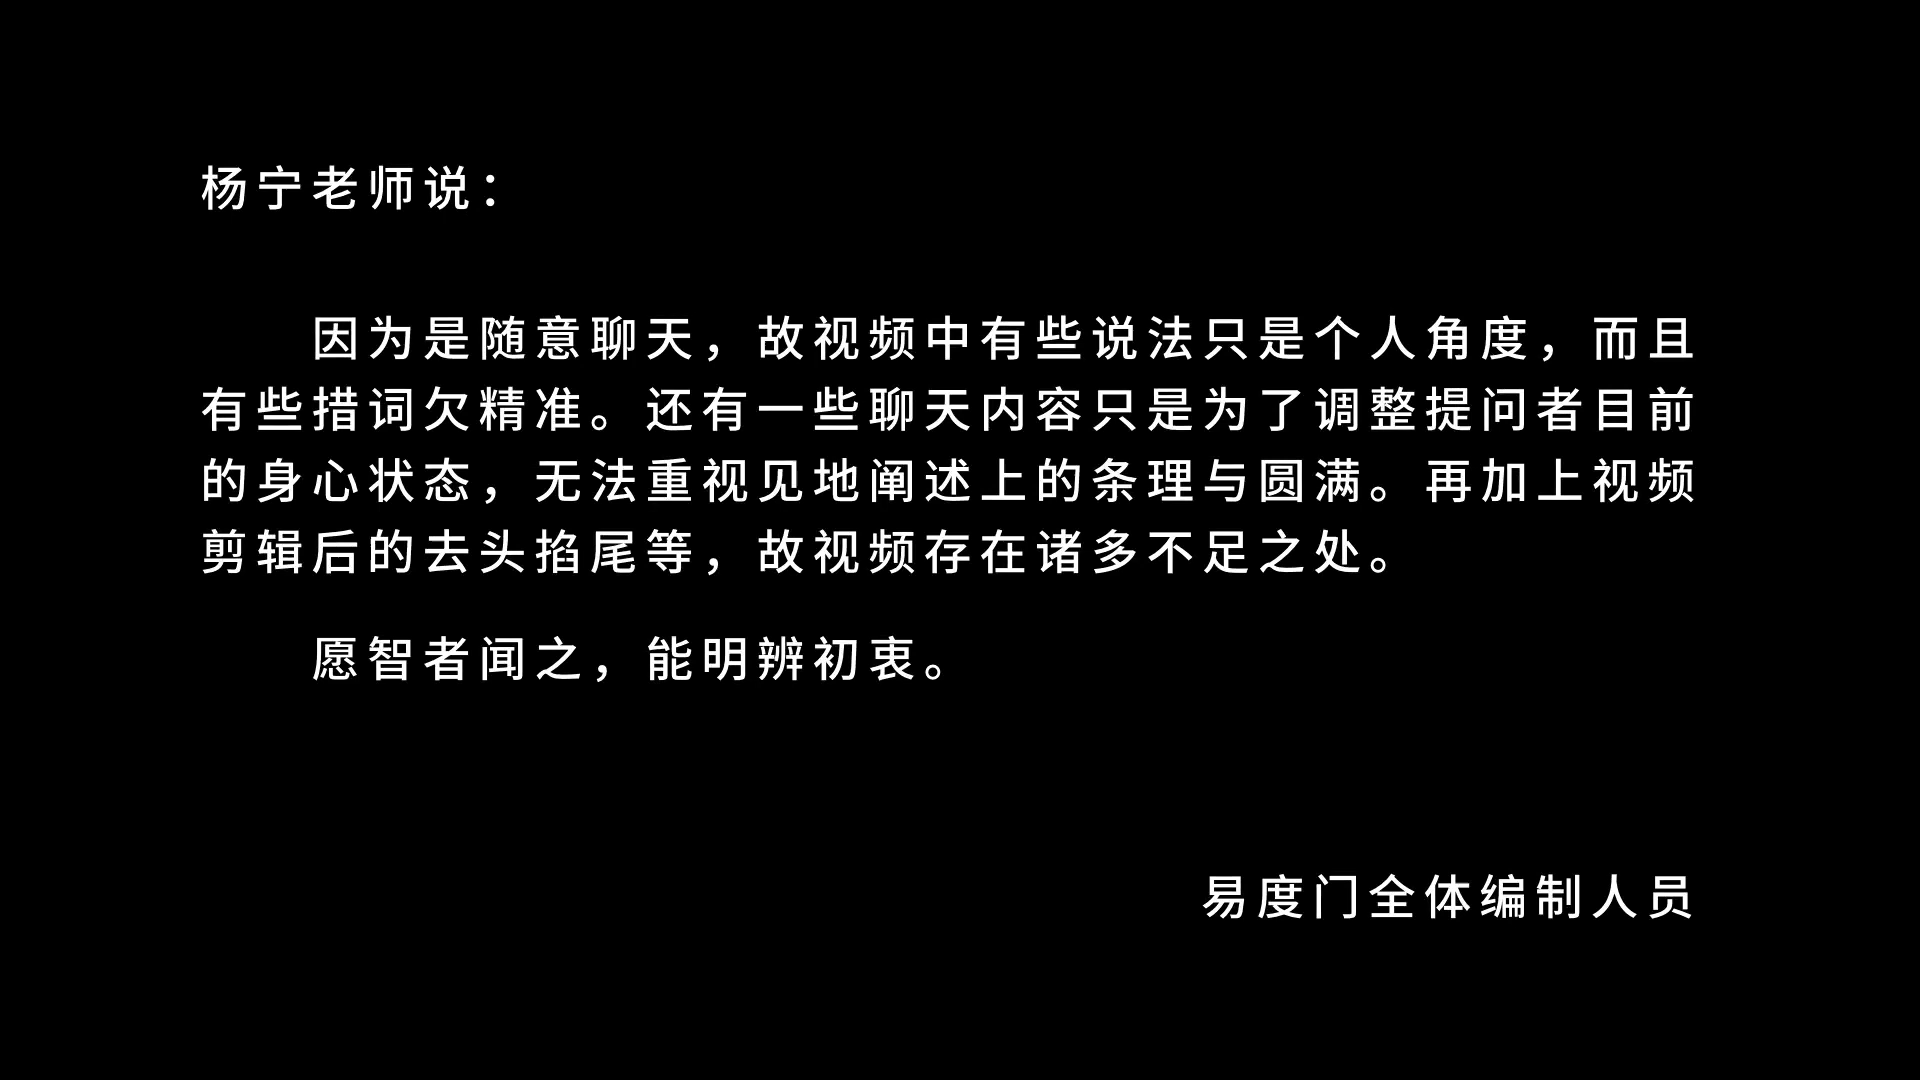 杨宁老师说：
因为是随意聊天，故视频中有些说法只是个人角度，而且
有些措词欠精准。还有一些聊天内容只是为了调整提问者目前
的身心状态，无法重视见地阐述上的条理与圆满。再加上视频
剪辑后的去头掐尾等，故视频存在诸多不足之处。
愿智者闻之，能明辨初衷。
易度门全体编制人员